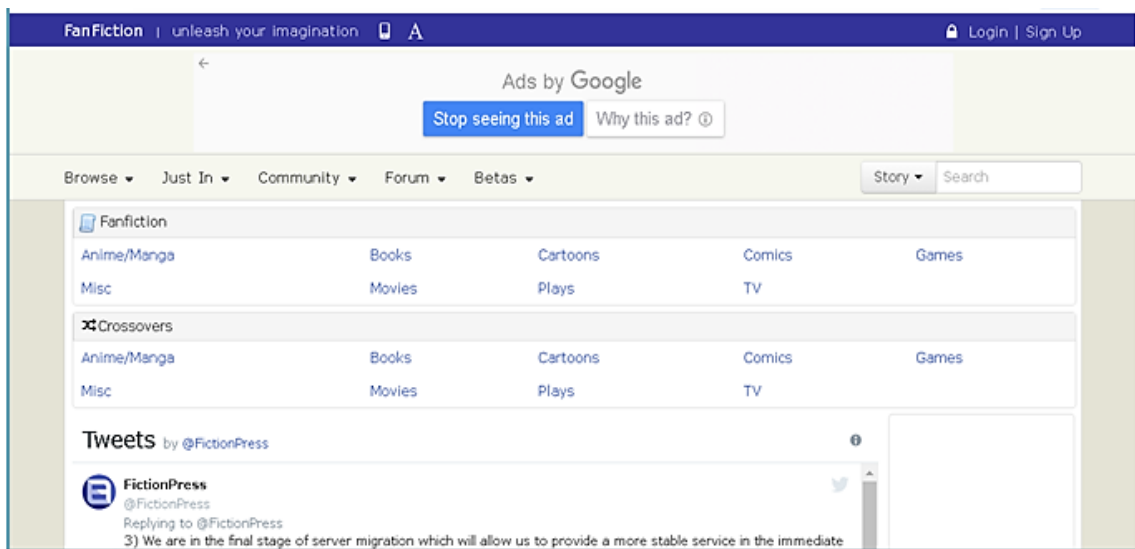 FanFiction | unleash your imagination A Login | Sign Up
Ads by Google
Stop seeing this ad Why this ad?
Browse Just In Community Forum Betas Story Search
Fanfiction
Anime/Manga Books Cartoons Comics Games
Misc Movies Plays TV
Crossovers
Anime/Manga Books Cartoons Comics Games
Misc Movies Plays TV
Tweets by @FictionPress
FictionPress
@FictionPress
Replying to @FictionPress
3) We are in the final stage of server migration which will allow us to provide a more stable service in the immediate